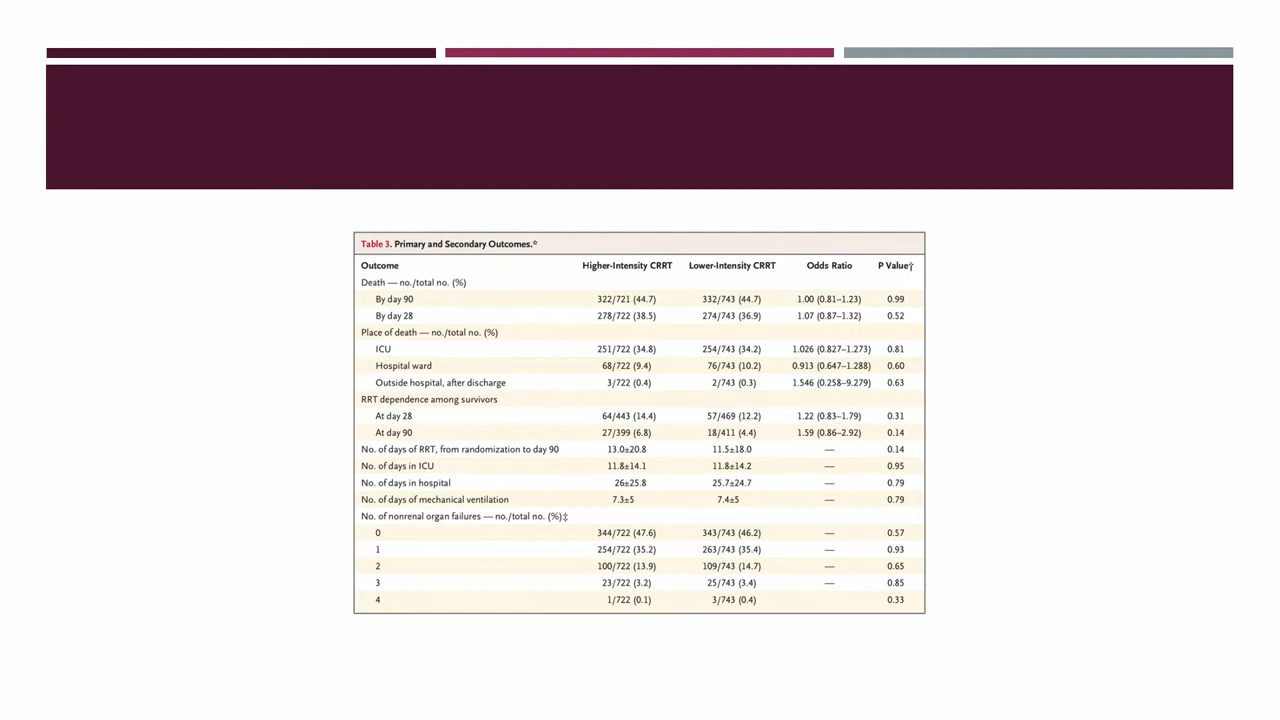 Table 3. Primary and Secondary Outcomes.*
Outcome Higher-Intensity CRRT Lower-Intensity CRRT Odds Ratio P Value†
Death — no./total no. (%)
By day 90 322/721 (44.7) 332/743 (44.7) 1.00 (0.81–1.23) 0.99
By day 28 278/722 (38.5) 274/743 (36.9) 1.07 (0.87–1.32) 0.52
Place of death — no./total no. (%)
ICU 251/722 (34.8) 254/743 (34.2) 1.026 (0.827–1.273) 0.81
Hospital ward 68/722 (9.4) 76/743 (10.2) 0.913 (0.647–1.288) 0.60
Outside hospital, after discharge 3/722 (0.4) 2/743 (0.3) 1.546 (0.258–9.279) 0.63
RRT dependence among survivors
At day 28 64/443 (14.4) 57/469 (12.2) 1.22 (0.83–1.79) 0.31
At day 90 27/399 (6.8) 18/411 (4.4) 1.59 (0.86–2.92) 0.14
No. of days of RRT, from randomization to day 90 13.0±20.8 11.5±18.0 — 0.14
No. of days in ICU 11.8±14.1 11.8±14.2 — 0.95
No. of days in hospital 26±25.8 25.7±24.7 — 0.79
No. of days of mechanical ventilation 7.3±5 7.4±5 — 0.79
No. of nonrenal organ failures — no./total no. (%)‡
0 344/722 (47.6) 343/743 (46.2) — 0.57
1 254/722 (35.2) 263/743 (35.4) — 0.93
2 100/722 (13.9) 109/743 (14.7) — 0.65
3 23/722 (3.2) 25/743 (3.4) — 0.85
4 1/722 (0.1) 3/743 (0.4) 0.33